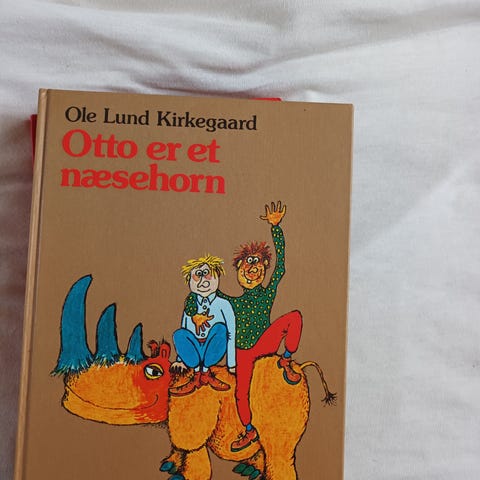 Ole Lund Kirkegaard
Otto er et
næsehorn